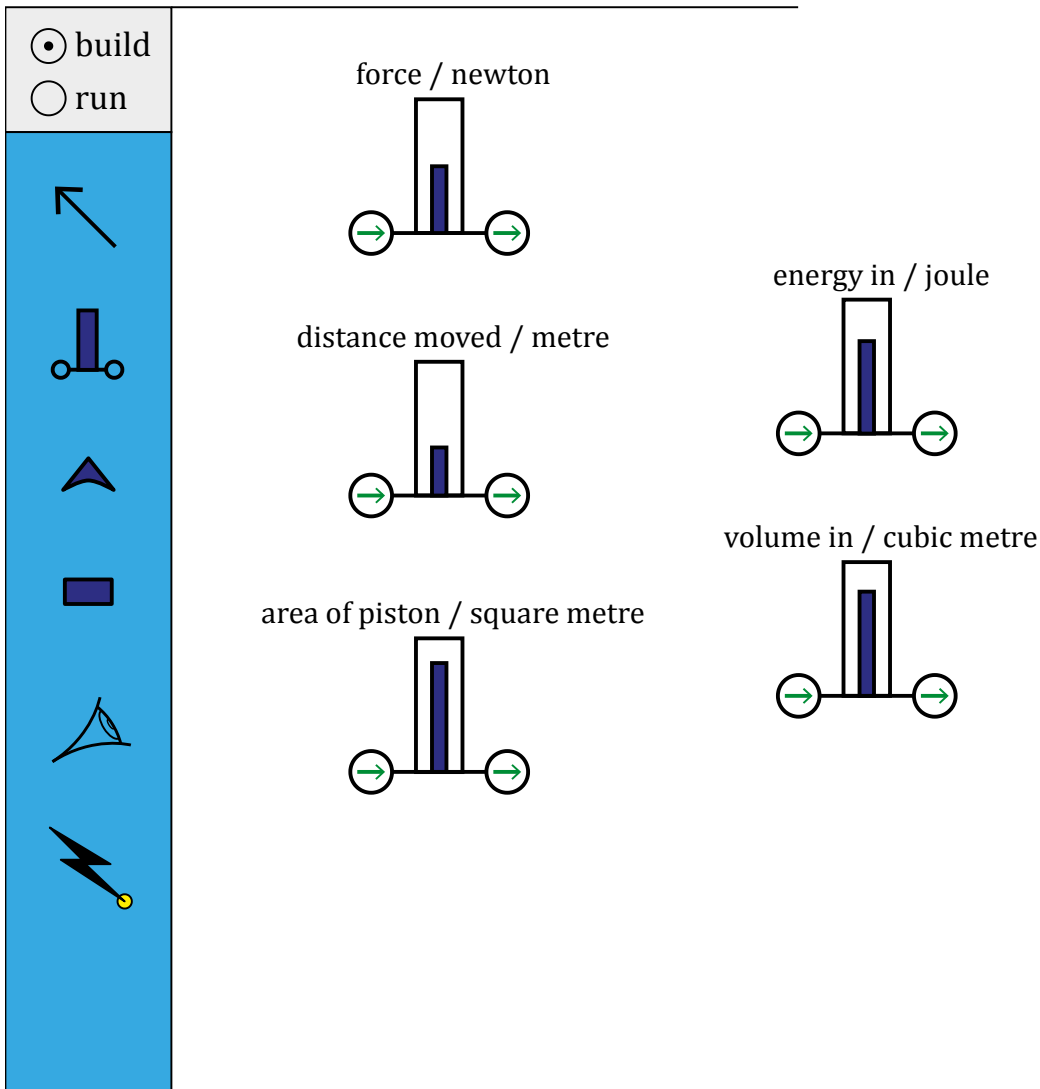 build
run
force / newton
energy in / joule
distance moved / metre
volume in / cubic metre
area of piston / square metre